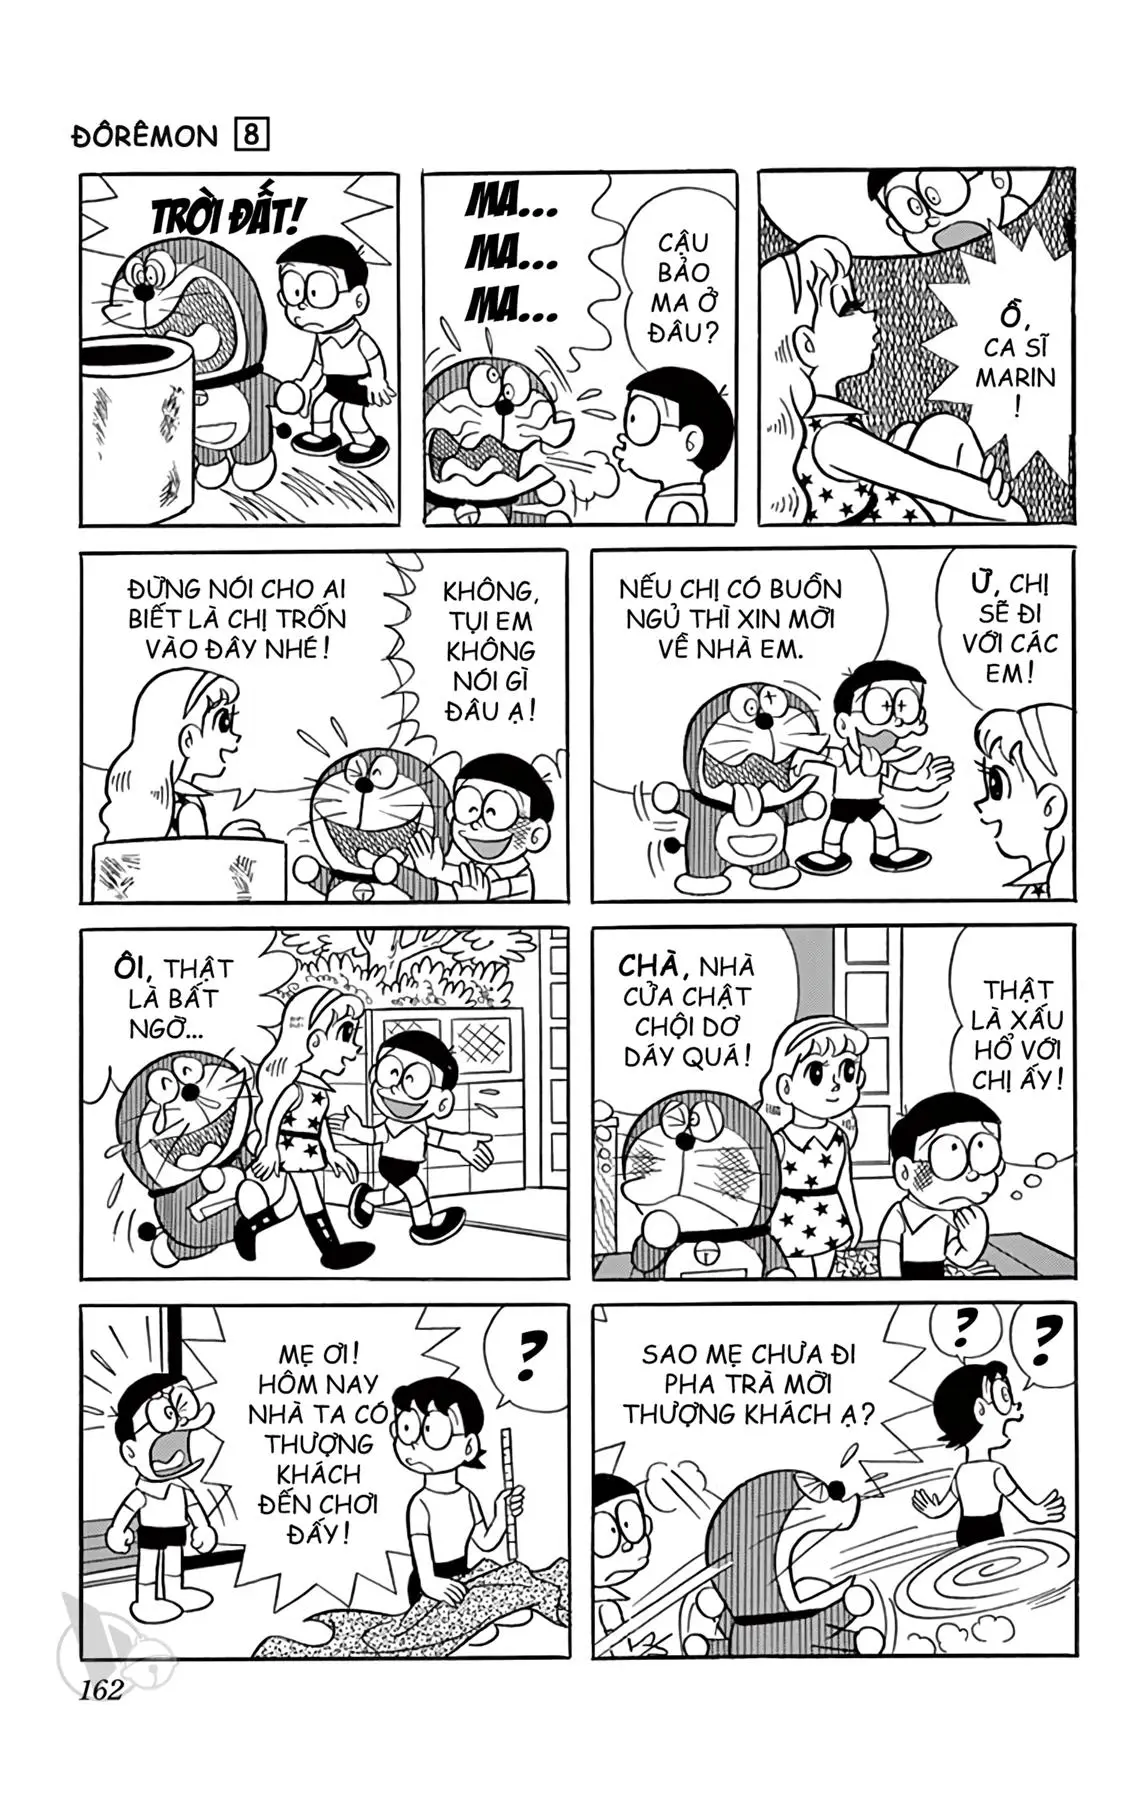 ĐÔRÊMON 8
TRỜI ĐẤT!
MA...
MA...
MA...
CẬU
BẢO
MA Ở
ĐÂU?
Ồ,
CA SĨ
MARIN
!
ĐỪNG NÓI CHO AI
BIẾT LÀ CHỊ TRỐN
VÀO ĐÂY NHÉ!
KHÔNG,
TỤI EM
KHÔNG
NÓI GÌ
ĐÂU Ạ!
NẾU CHỊ CÓ BUỒN
NGỦ THÌ XIN MỜI
VỀ NHÀ EM.
Ừ, CHỊ
SẼ ĐI
VỚI CÁC
EM!
ÔI, THẬT
LÀ BẤT
NGỜ...
CHÀ, NHÀ
CỬA CHẬT
CHỘI DƠ
DÁY QUÁ!
THẬT
LÀ XẤU
HỔ VỚI
CHỊ ẤY!
MẸ ƠI!
HÔM NAY
NHÀ TA CÓ
THƯỢNG
KHÁCH
ĐẾN CHƠI
ĐẤY!
?
SAO MẸ CHƯA ĐI
PHA TRÀ MỜI
THƯỢNG KHÁCH Ạ?
?
?
162